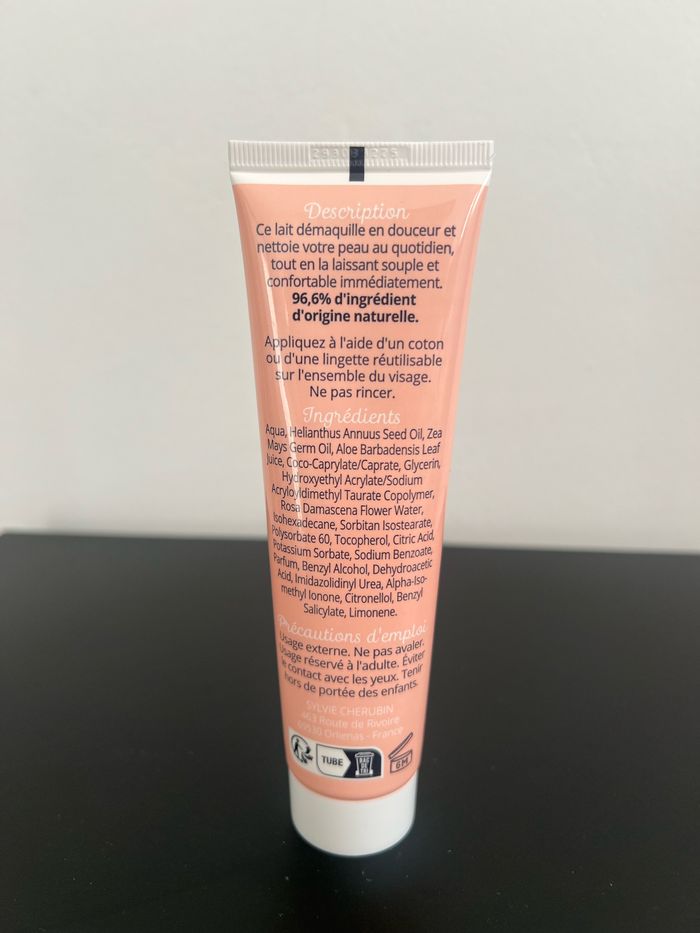 Description
Ce lait démaquille en douceur et
nettoie votre peau au quotidien,
tout en la laissant souple et
confortable immédiatement.
96,6% d'ingrédient
d'origine naturelle.
Appliquez à l'aide d'un coton
ou d'une lingette réutilisable
sur l'ensemble du visage.
Ne pas rincer.
Ingrédients
Aqua, Helianthus Annuus Seed Oil, Zea
Mays Germ Oil, Aloe Barbadensis Leaf
Juice, Coco-Caprylate/Caprate, Glycerin,
Hydroxyethyl Acrylate/Sodium
Acryloyldimethyl Taurate Copolymer,
Rosa Damascena Flower Water,
Isohexadecane, Sorbitan Isostearate,
Polysorbate 60, Tocopherol, Citric Acid,
Potassium Sorbate, Sodium Benzoate,
Parfum, Benzyl Alcohol, Dehydroacetic
Acid, Imidazolidinyl Urea, Alpha-Iso-
methyl Ionone, Citronellol, Benzyl
Salicylate, Limonene.
Précautions d'emploi
Usage externe. Ne pas avaler.
Usage réservé à l'adulte. Éviter
le contact avec les yeux. Tenir
hors de portée des enfants.
SYLVIE CHERUBIN
463 Route de Rivoire
69530 Orlienas - France
TUBE
BAC
DE
TRI
6M